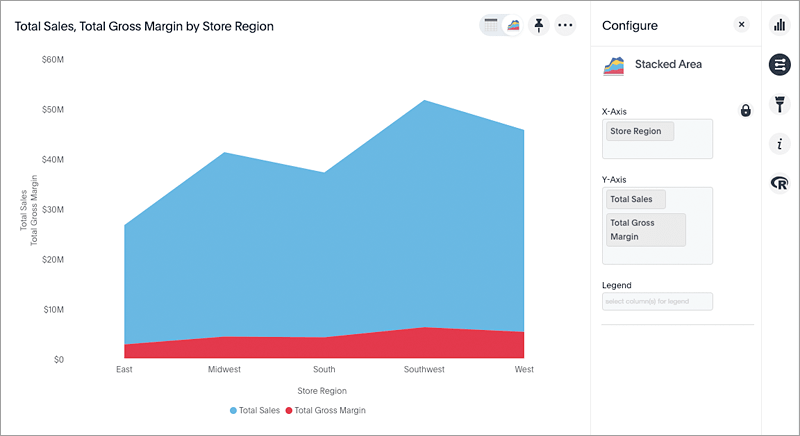 Total Sales, Total Gross Margin by Store Region
$60M
$50M
$40M
$30M
$20M
$10M
$0
Total Sales
Total Gross Margin
East
Midwest
South
Southwest
West
Store Region
Total Sales
Total Gross Margin
Configure
Stacked Area
X-Axis
Store Region
Y-Axis
Total Sales
Total Gross
Margin
Legend
select column(s) for legend
i
R